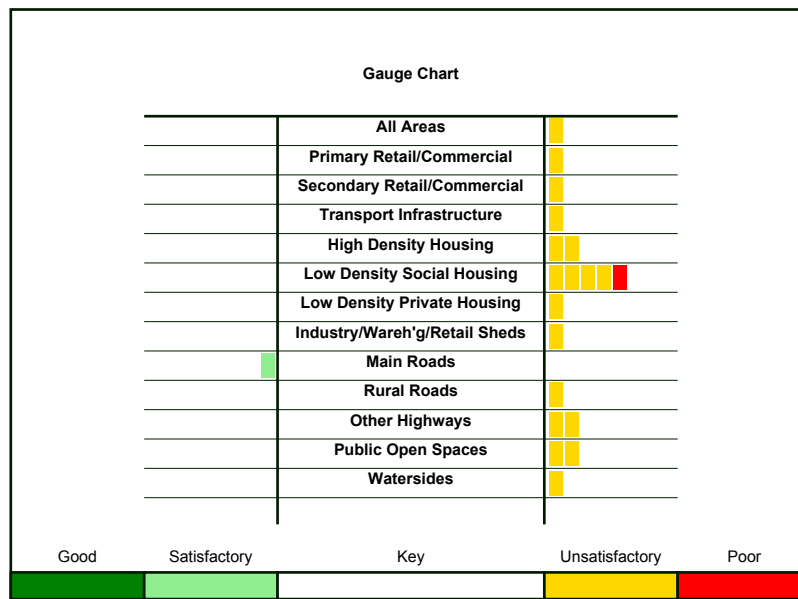 Gauge Chart
All Areas
Primary Retail/Commercial
Secondary Retail/Commercial
Transport Infrastructure
High Density Housing
Low Density Social Housing
Low Density Private Housing
Industry/Wareh'g/Retail Sheds
Main Roads
Rural Roads
Other Highways
Public Open Spaces
Watersides
Good Satisfactory Key Unsatisfactory Poor